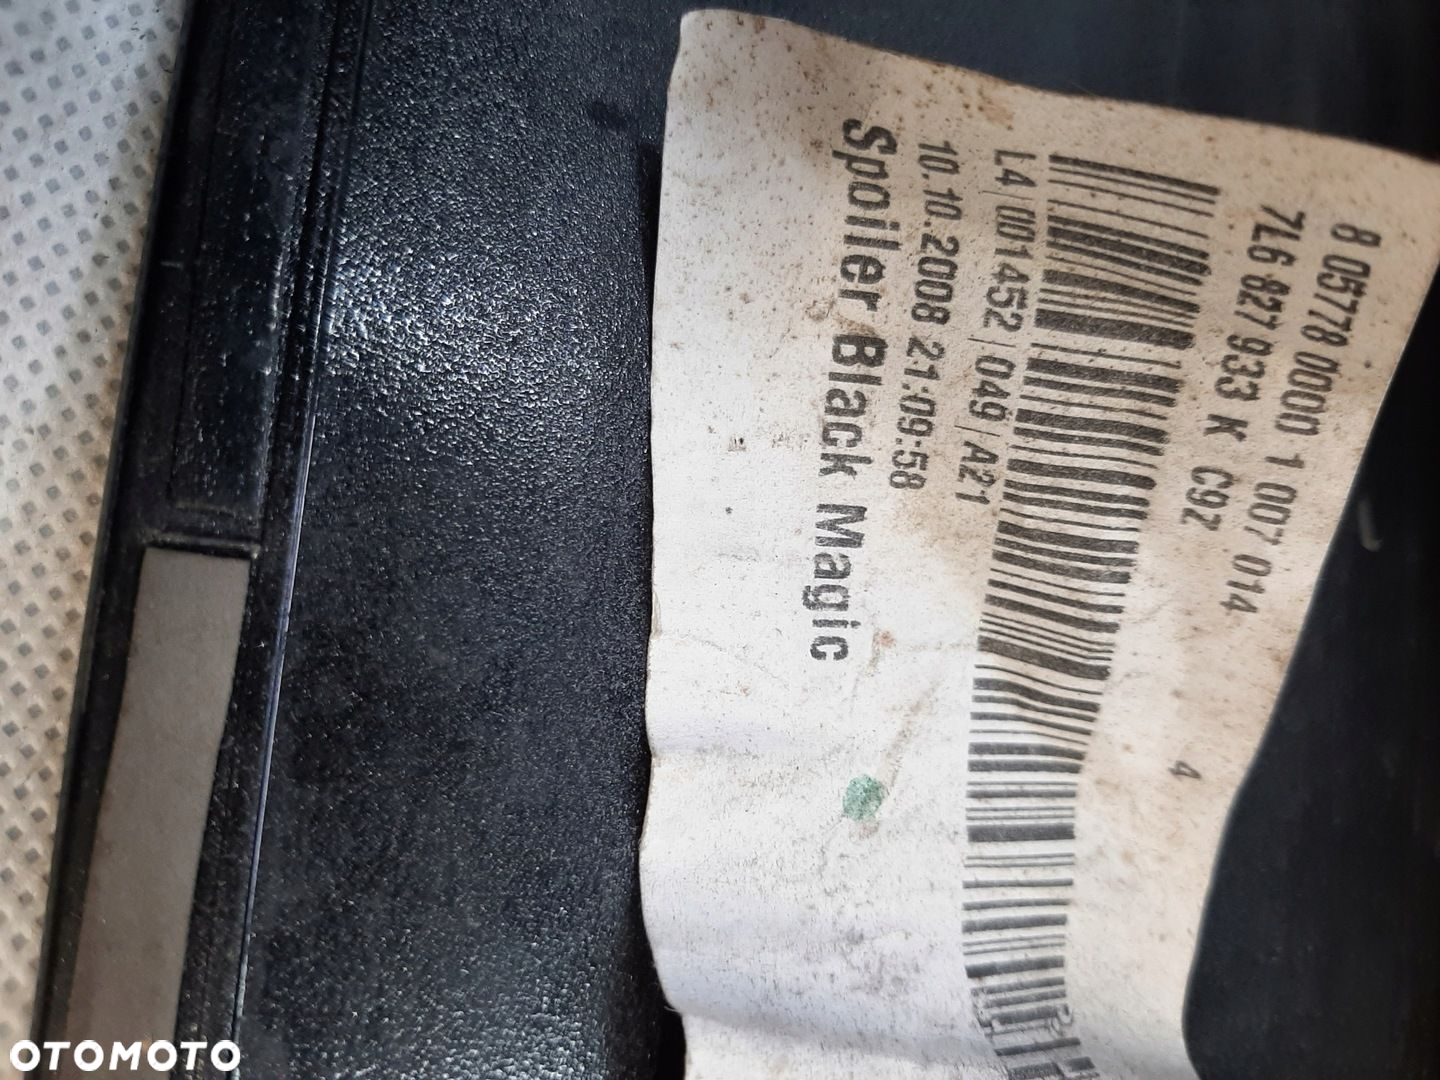 8 05778 0000 1 007 014
7L6 827 933 K C9Z
4
L4|001452|049|A21
10.10.2008 21:09:58
Spoiler Black Magic
OTOMOTO